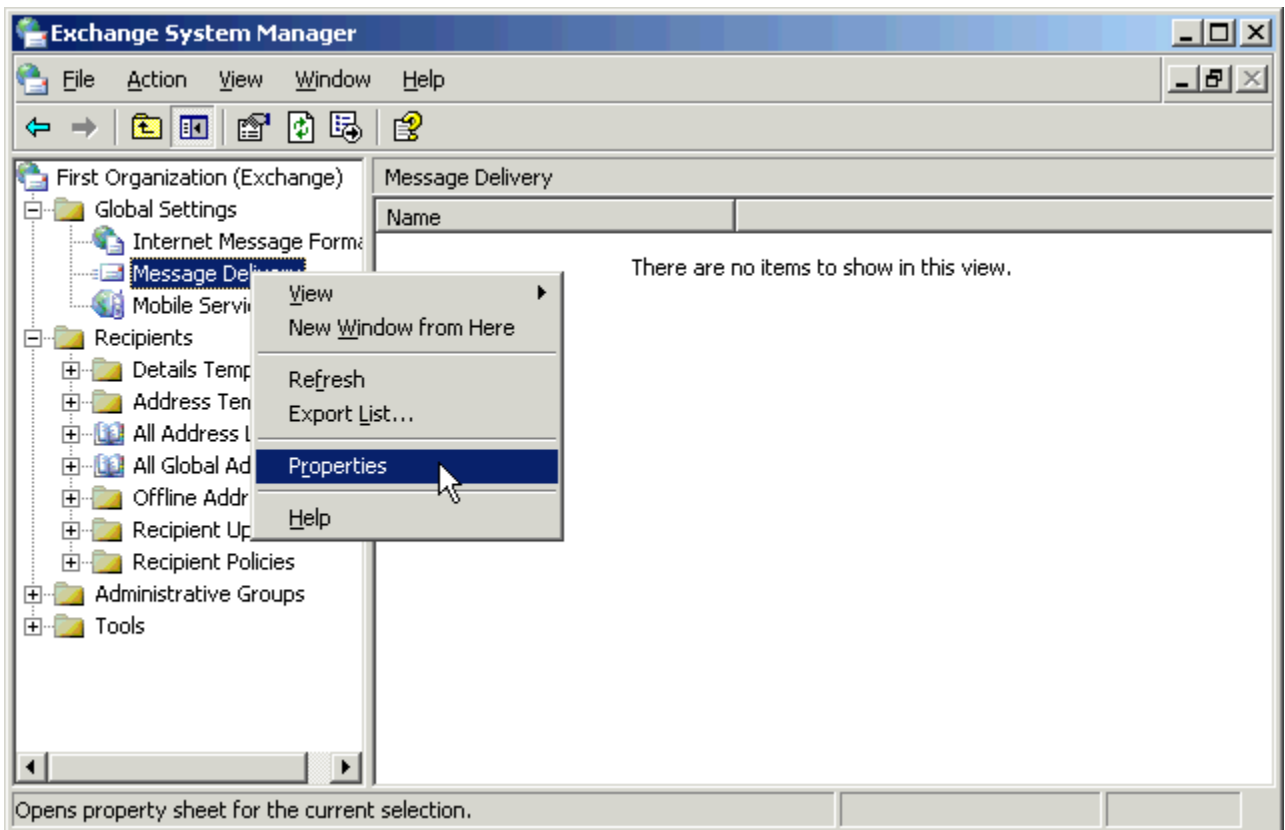 Exchange System Manager
File Action View Window Help
First Organization (Exchange)
Global Settings
Internet Message Forma
Message Delivery
Mobile Servi
Recipients
Details Temp
Address Tem
All Address L
All Global Ad
Offline Addr
Recipient Up
Recipient Policies
Administrative Groups
Tools
View
New Window from Here
Refresh
Export List...
Properties
Help
Message Delivery
Name
There are no items to show in this view.
Opens property sheet for the current selection.